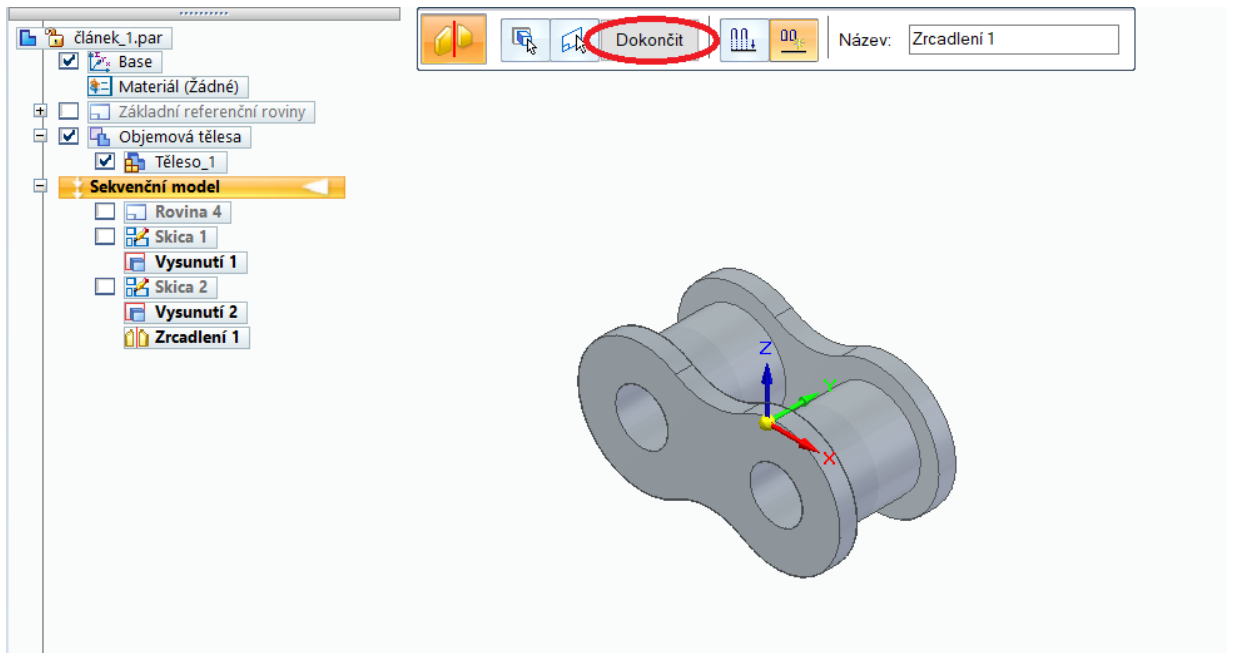 článek_1.par
Base
Materiál (Žádné)
Základní referenční roviny
Objemová tělesa
Těleso_1
Sekvenční model
Rovina 4
Skica 1
Vysunutí 1
Skica 2
Vysunutí 2
Zrcadlení 1
Dokončit
Název: Zrcadlení 1
Z
Y
X